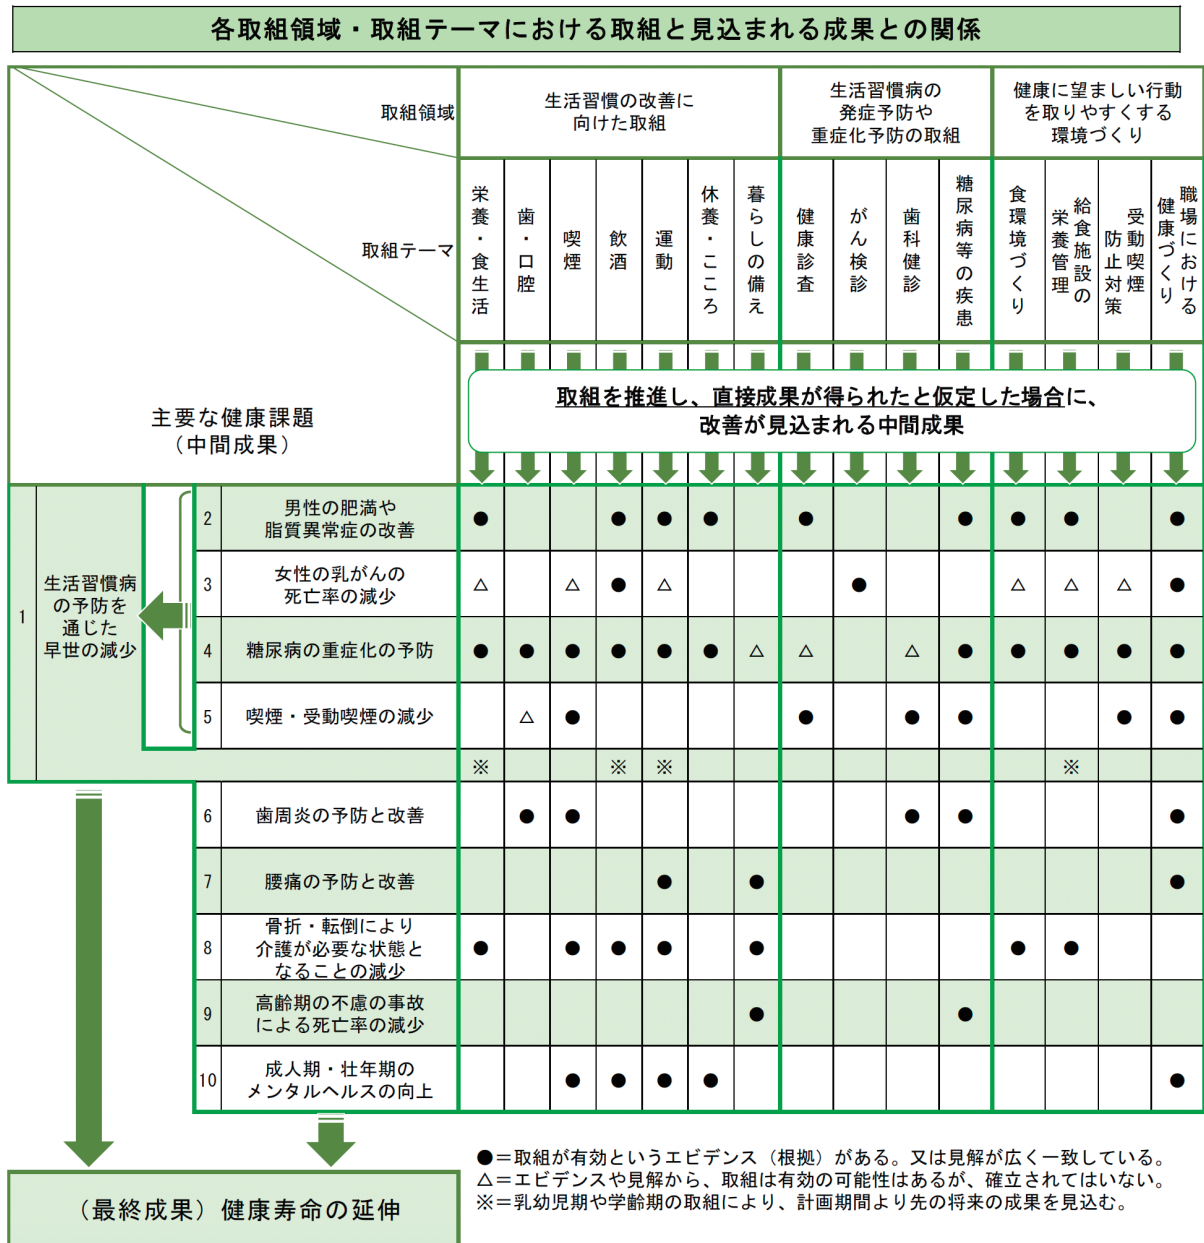 各取組領域・取組テーマにおける取組と見込まれる成果との関係
取組領域
生活習慣の改善に
向けた取組
生活習慣病の
発症予防や
重症化予防の取組
健康に望ましい行動
を取りやすくする
環境づくり
取組テーマ
栄養・食生活
歯・口腔
喫煙
飲酒
運動
休養・こころ
暮らしの備え
健康診査
がん検診
歯科健診
糖尿病等の疾患
食環境づくり
給食施設の
栄養管理
受動喫煙
防止対策
職場における
健康づくり
主要な健康課題
（中間成果）
取組を推進し、直接成果が得られたと仮定した場合に、
改善が見込まれる中間成果
1
生活習慣病
の予防を
通じた
早世の減少
2 男性の肥満や
脂質異常症の改善
● ● ● ● ● ● ● ● ●
3 女性の乳がんの
死亡率の減少
△ △ ● △ ● △ △ △ ●
4 糖尿病の重症化の予防 ● ● ● ● ● ● △ △ △ ● ● ● ● ●
5 喫煙・受動喫煙の減少 △ ● ● ● ● ● ●
※ ※ ※ ※
6 歯周炎の予防と改善 ● ● ● ● ●
7 腰痛の予防と改善 ● ● ●
8 骨折・転倒により
介護が必要な状態と
なることの減少
● ● ● ● ● ● ●
9 高齢期の不慮の事故
による死亡率の減少
● ●
10 成人期・壮年期の
メンタルヘルスの向上
● ● ● ● ●
（最終成果）健康寿命の延伸
●＝取組が有効というエビデンス（根拠）がある。又は見解が広く一致している。
△＝エビデンスや見解から、取組は有効の可能性はあるが、確立されてはいない。
※＝乳幼児期や学齢期の取組により、計画期間より先の将来の成果を見込む。